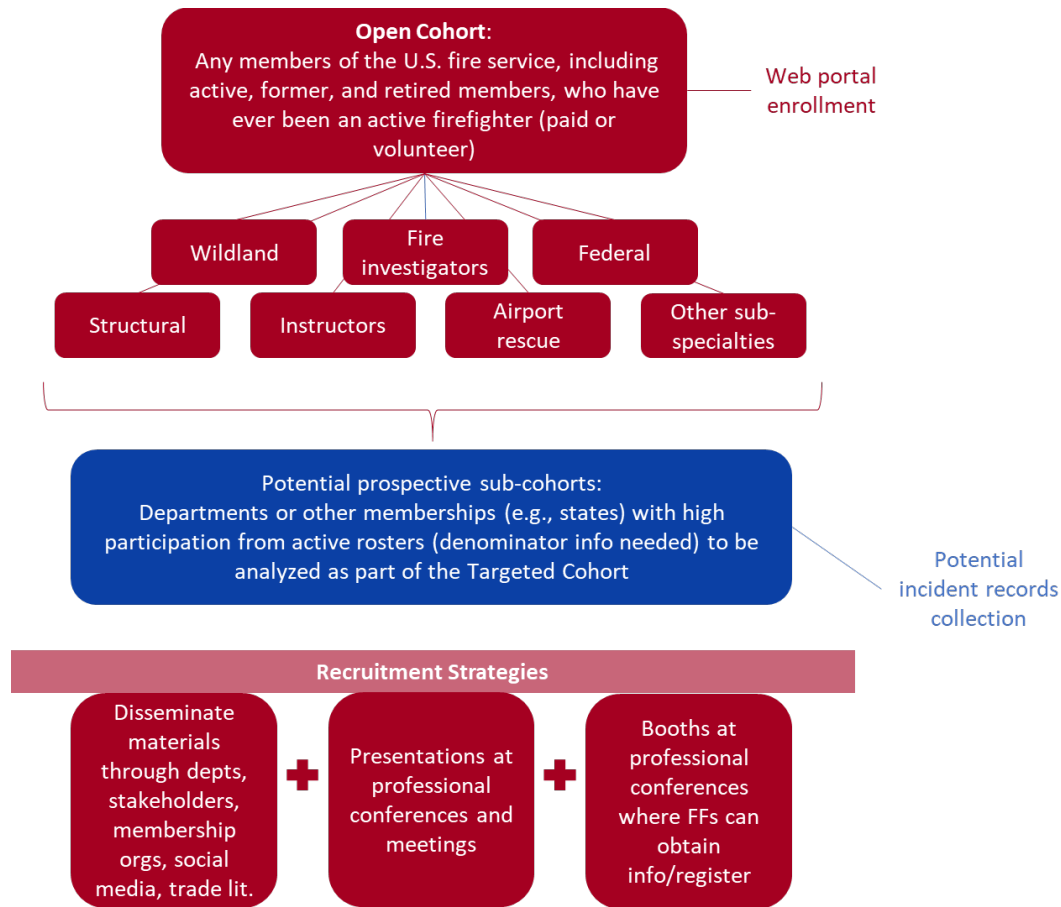 Open Cohort:
Any members of the U.S. fire service, including
active, former, and retired members, who have
ever been an active firefighter (paid or
volunteer)
Web portal
enrollment
Wildland
Fire
investigators
Federal
Structural
Instructors
Airport
rescue
Other sub-
specialties
Potential prospective sub-cohorts:
Departments or other memberships (e.g., states) with high
participation from active rosters (denominator info needed) to be
analyzed as part of the Targeted Cohort
Potential
incident records
collection
Recruitment Strategies
Disseminate
materials
through depts,
stakeholders,
membership
orgs, social
media, trade lit.
Presentations at
professional
conferences and
meetings
Booths at
professional
conferences
where FFs can
obtain
info/register